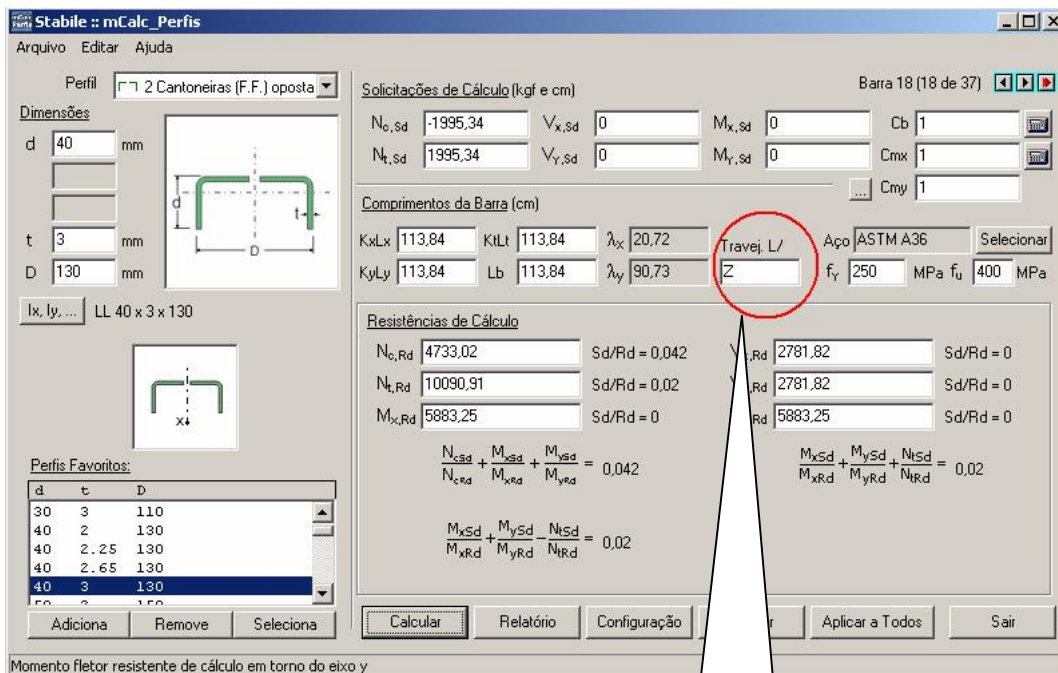 Stabile :: mCalc_Perfis
Arquivo Editar Ajuda
Perfil 2 Cantoneiras (F.F.) oposta
Dimensões
d 40 mm
t 3 mm
D 130 mm
d
t
D
Ix, Iy, ... LL 40 x 3 x 130
x
Perfis Favoritos:
d t D
30 3 110
40 2 130
40 2.25 130
40 2.65 130
40 3 130
Adiciona Remove Seleciona
Solicitações de Cálculo (kgf e cm) Barra 18 (18 de 37)
Nc,Sd -1995,34 Vx,Sd 0 Mx,Sd 0 Cb 1
Nt,Sd 1995,34 VY,Sd 0 MY,Sd 0 Cmx 1
... Cmy 1
Comprimentos da Barra (cm)
KxLx 113,84 KtLt 113,84 λx 20,72 Travej. L/ Aço ASTM A36 Selecionar
KyLy 113,84 Lb 113,84 λy 90,73 Z fY 250 MPa fu 400 MPa
Resistências de Cálculo
Nc,Rd 4733,02 Sd/Rd = 0,042 ,Rd 2781,82 Sd/Rd = 0
Nt,Rd 10090,91 Sd/Rd = 0,02 ,Rd 2781,82 Sd/Rd = 0
Mx,Rd 5883,25 Sd/Rd = 0 Rd 5883,25 Sd/Rd = 0
NcSd/NcRd + MxSd/MxRd + MySd/MyRd = 0,042 MxSd/MxRd + MySd/MyRd + NtSd/NtRd = 0,02
MxSd/MxRd + MySd/MyRd - NtSd/NtRd = 0,02
Calcular Relatório Configuração Aplicar a Todos Sair
Momento fletor resistente de cálculo em torno do eixo y